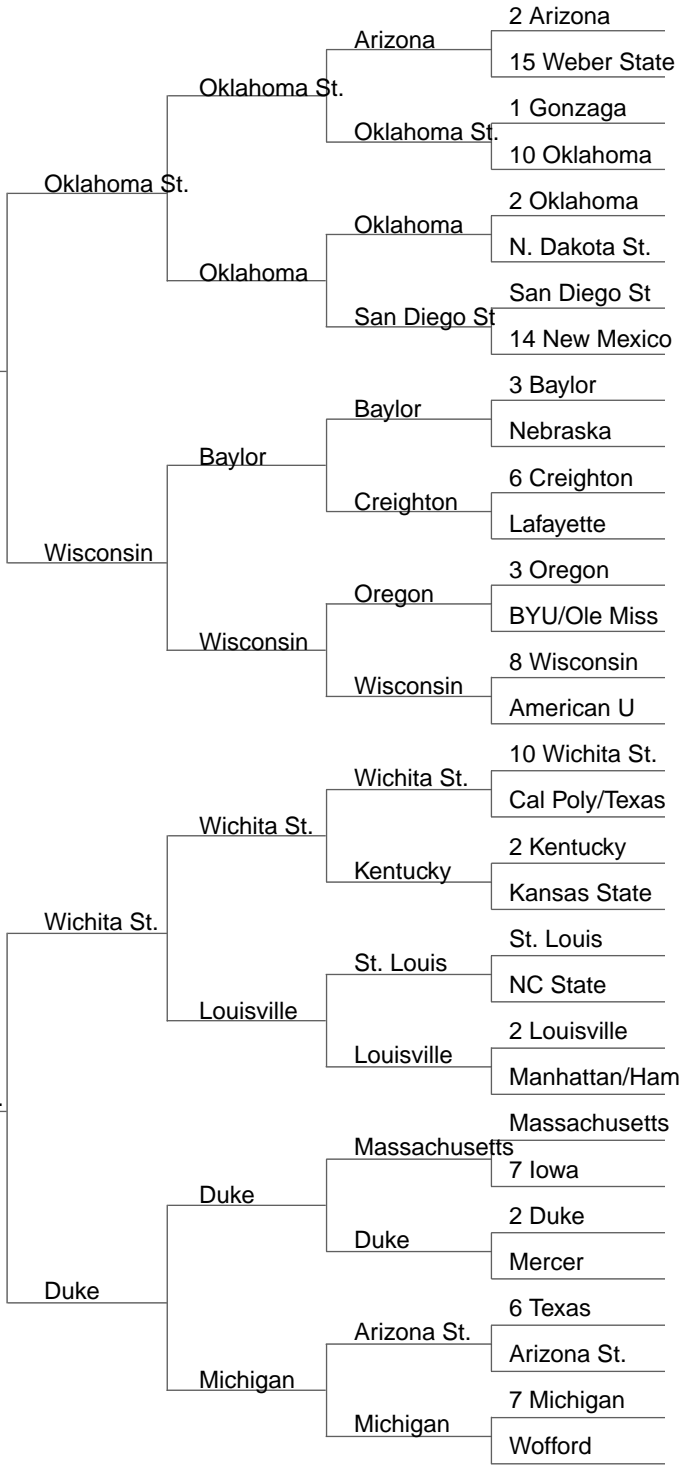 2 Arizona
Arizona
15 Weber State
Oklahoma St.
1 Gonzaga
Oklahoma St.
10 Oklahoma
Oklahoma St.
2 Oklahoma
Oklahoma
N. Dakota St.
Oklahoma
San Diego St
San Diego St
14 New Mexico
3 Baylor
Baylor
Nebraska
Baylor
6 Creighton
Creighton
Lafayette
Wisconsin
3 Oregon
Oregon
BYU/Ole Miss
Wisconsin
8 Wisconsin
Wisconsin
American U
10 Wichita St.
Wichita St.
Cal Poly/Texas
Wichita St.
2 Kentucky
Kentucky
Kansas State
Wichita St.
St. Louis
St. Louis
NC State
Louisville
2 Louisville
Louisville
Manhattan/Ham
Massachusetts
Massachusetts
7 Iowa
Duke
2 Duke
Duke
Mercer
Duke
6 Texas
Arizona St.
Arizona St.
Michigan
7 Michigan
Michigan
Wofford